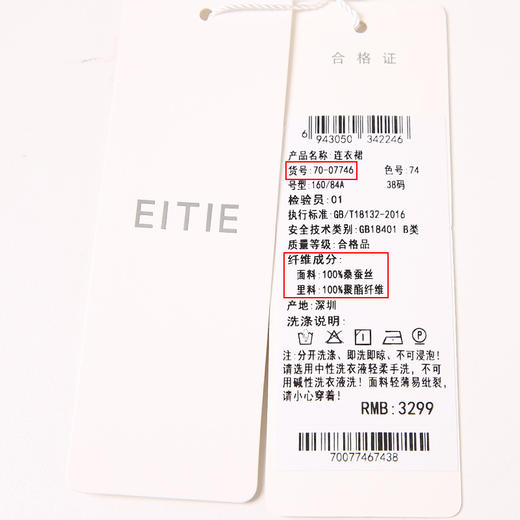 EITIE
合格证
6 943050 342246
产品名称:连衣裙
货号:70-07746 色号:74
号型:160/84A .38码
检验员:01
执行标准:GB/T18132-2016
安全技术类别:GB18401 B类
质量等级:合格品
纤维成分:
面料:100%桑蚕丝
里料:100%聚酯纤维
产地:深圳
洗涤说明:
注:分开洗涤、即洗即晾、不可浸泡!
请选用中性洗衣液轻柔手洗,不可
用碱性洗衣液洗!面料轻薄易纰裂,
请小心穿着!
RMB:3299
70077467438